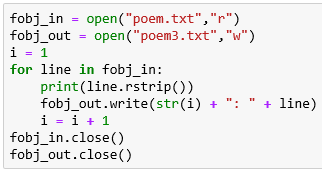 fobj_in = open("poem.txt","r")
fobj_out = open("poem3.txt","w")
i = 1
for line in fobj_in:
    print(line.rstrip())
    fobj_out.write(str(i) + ": " + line)
    i = i + 1
fobj_in.close()
fobj_out.close()